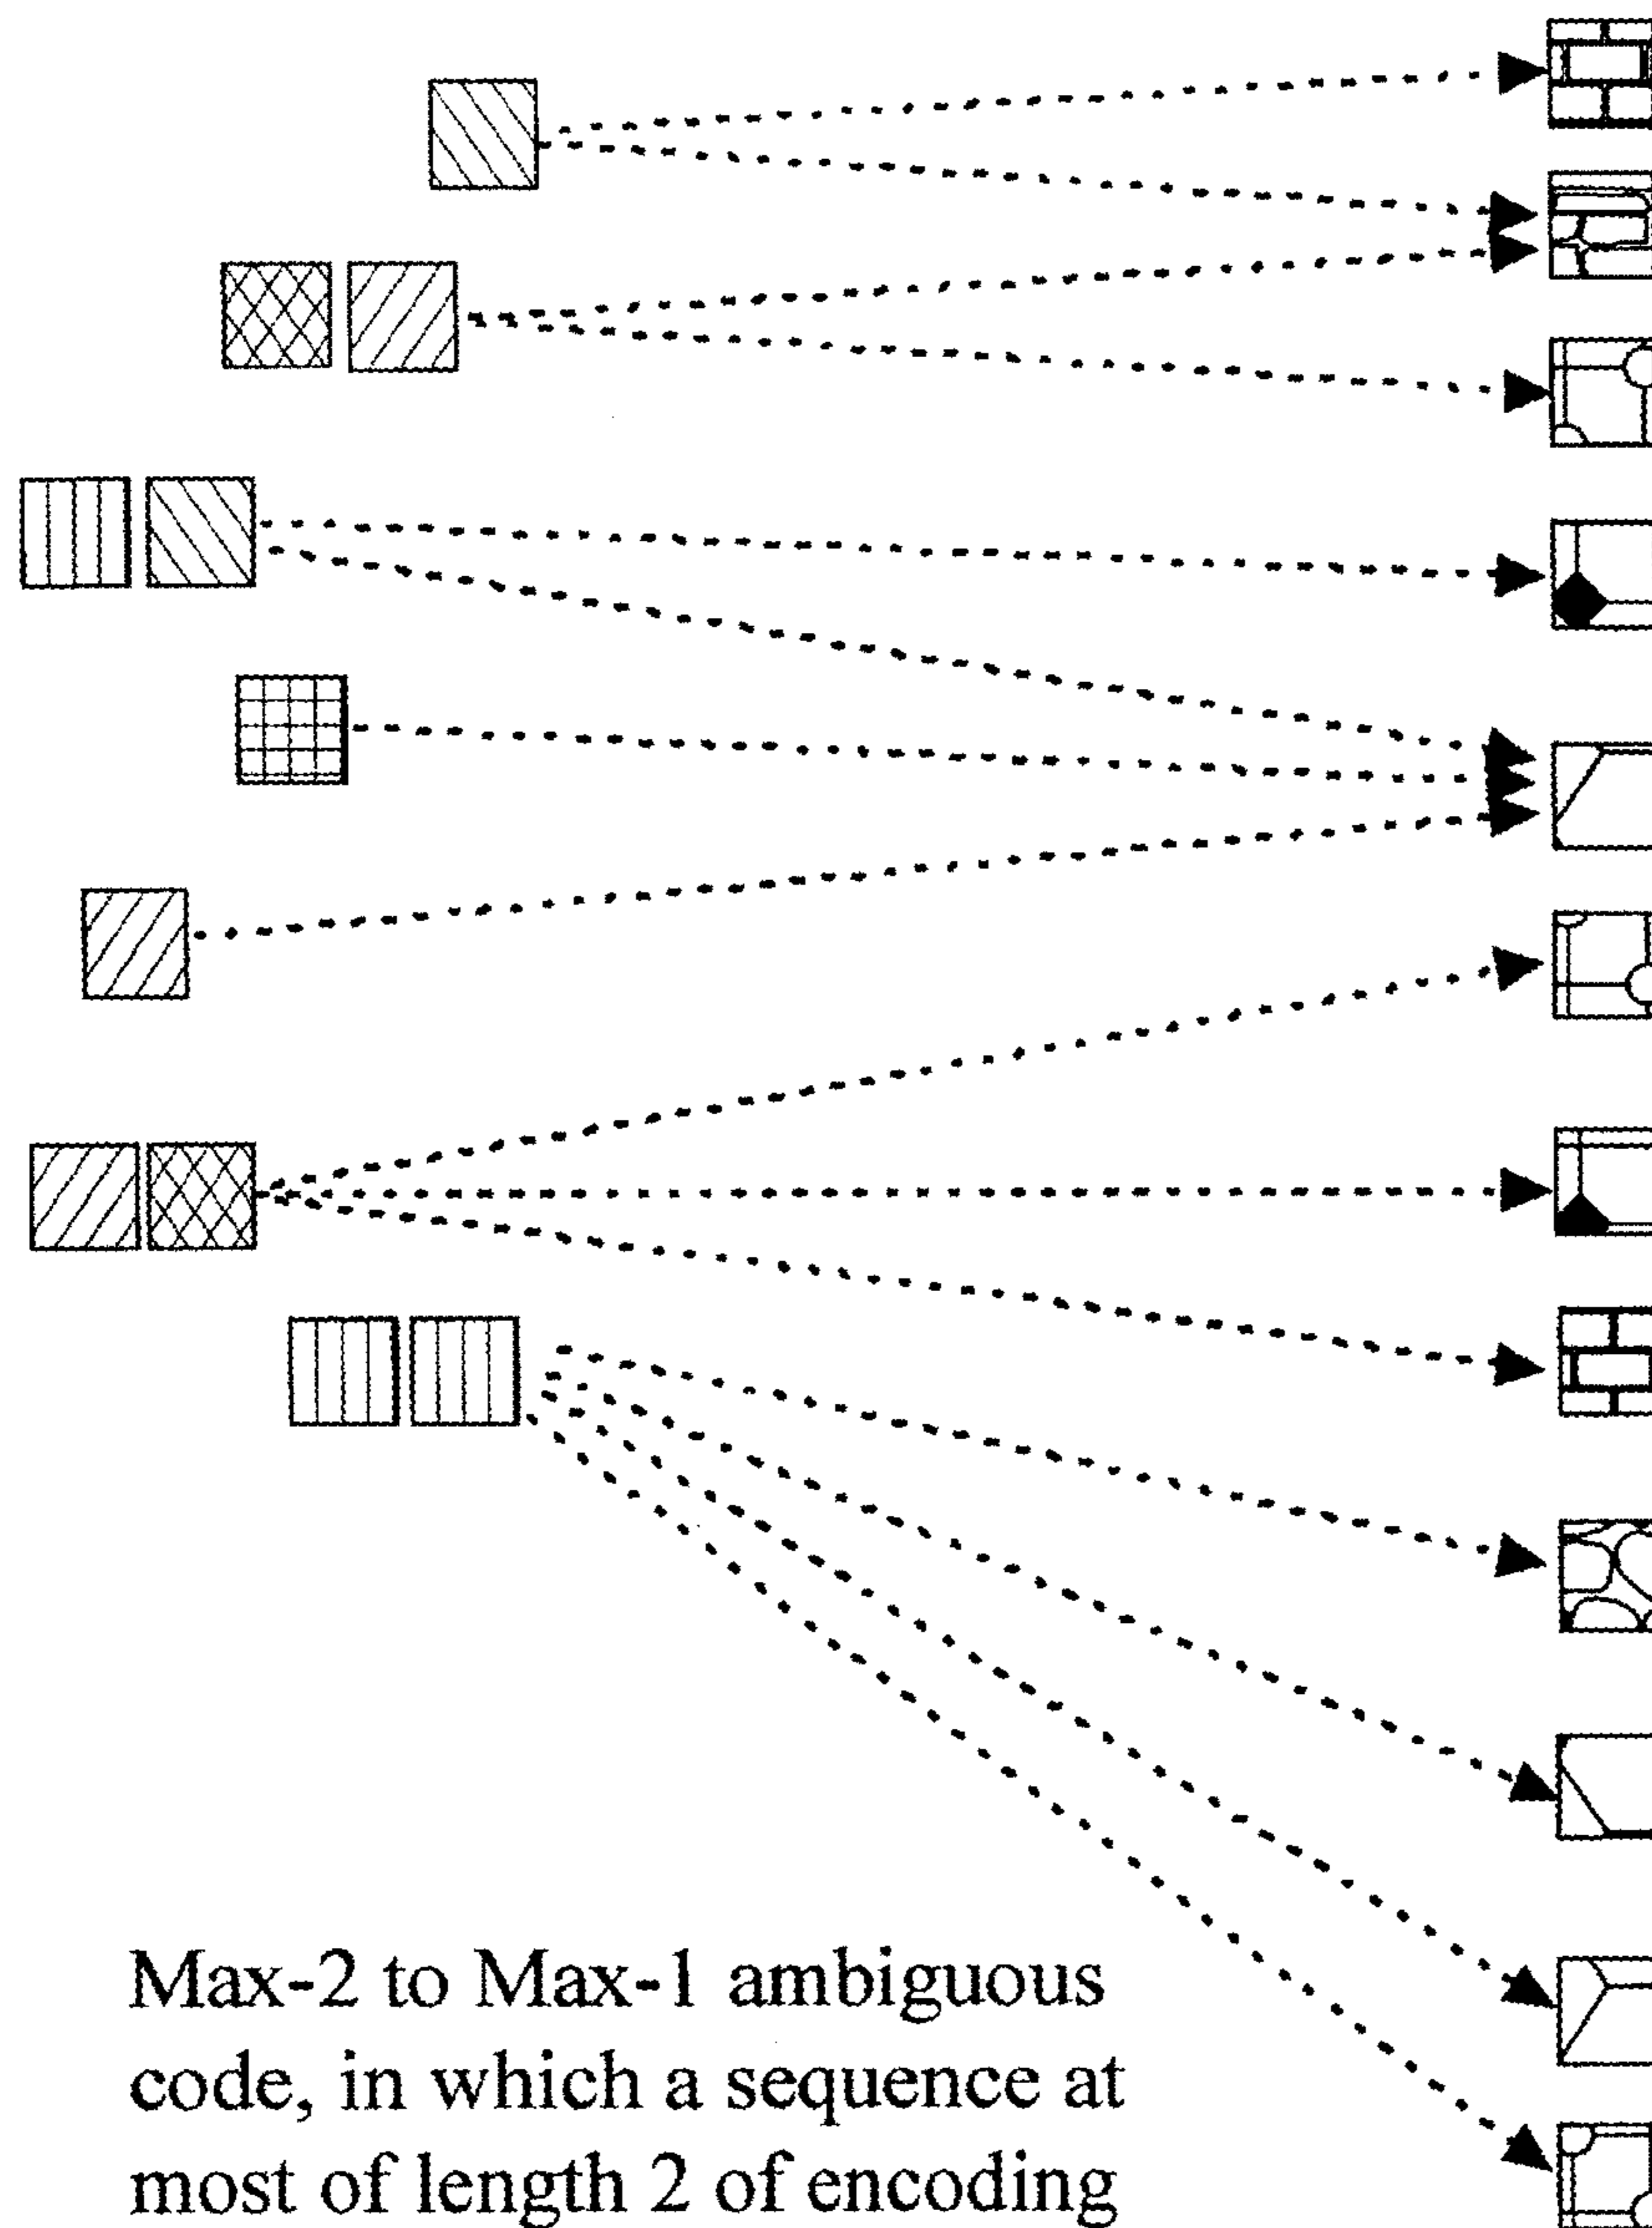 Max-2 to Max-1 ambiguous
code, in which a sequence at
most of length 2 of encoding